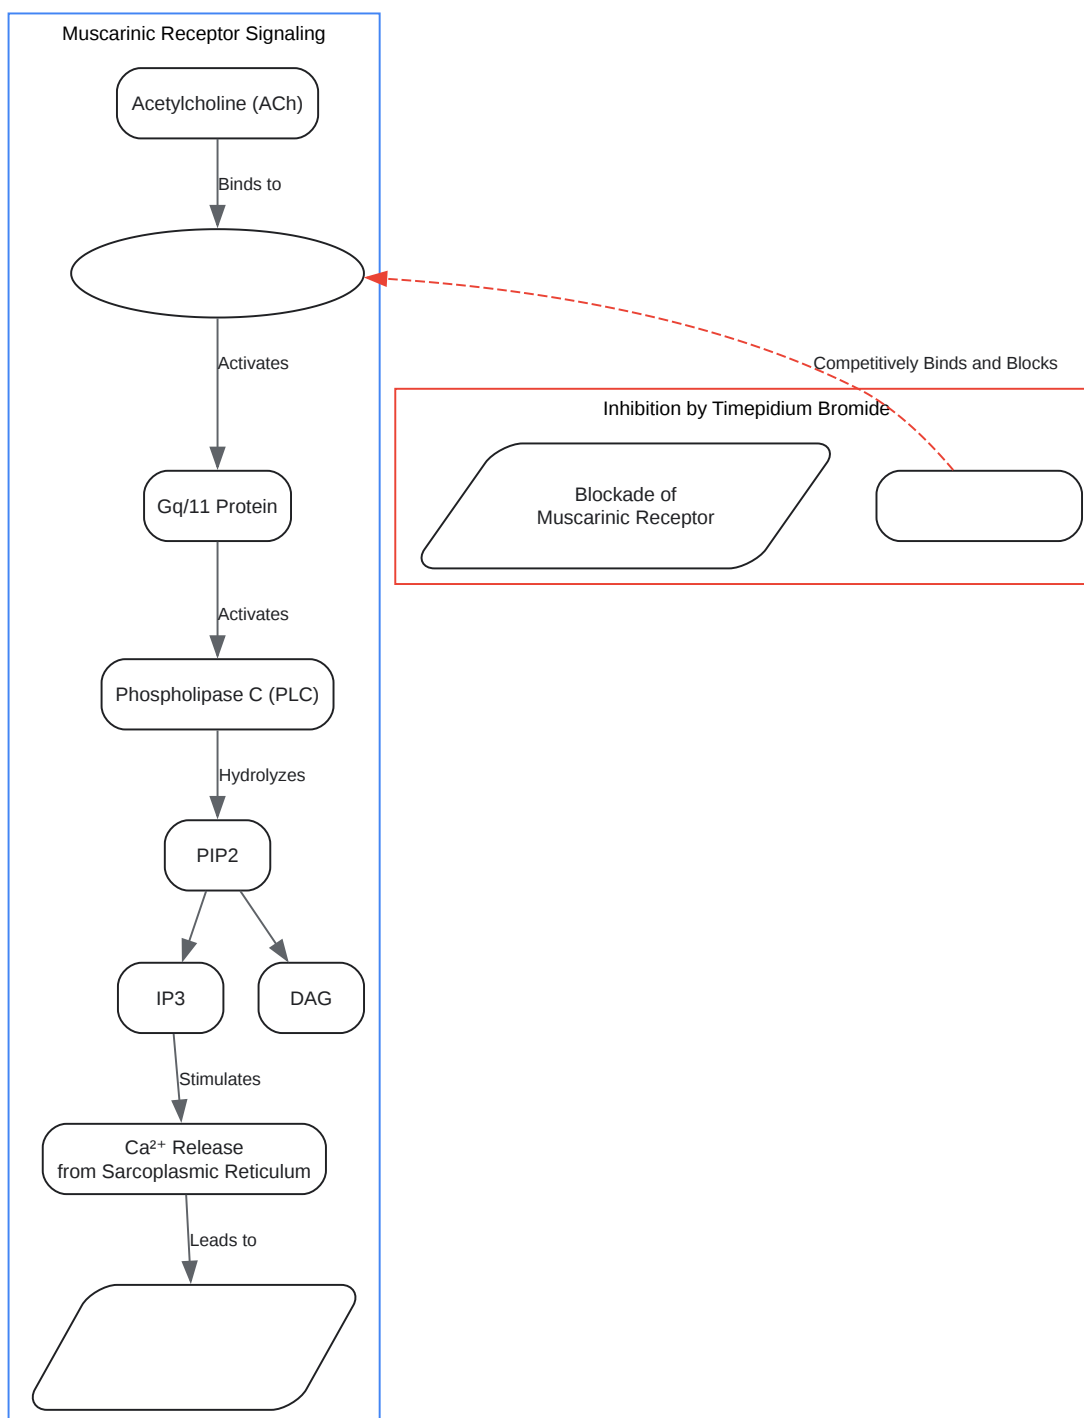 Muscarinic Receptor Signaling
Acetylcholine (ACh)
Binds to
Activates
Competitively Binds and Blocks
Inhibition by Timepidium Bromide
Blockade of
Muscarinic Receptor
Gq/11 Protein
Activates
Phospholipase C (PLC)
Hydrolyzes
PIP2
IP3
DAG
Stimulates
Ca²⁺ Release
from Sarcoplasmic Reticulum
Leads to